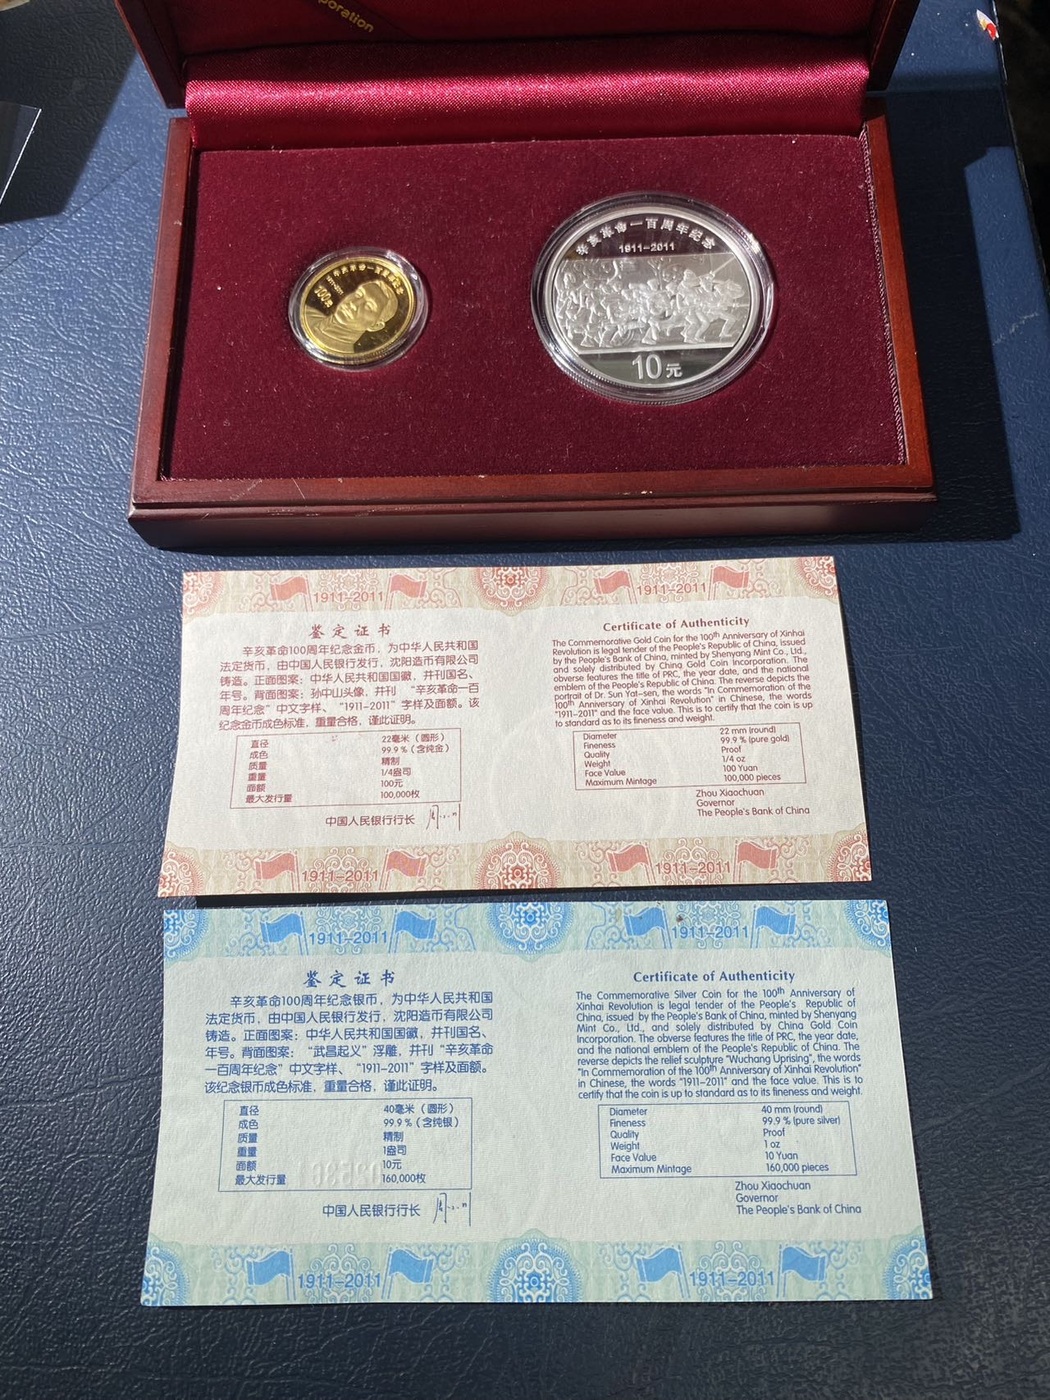 poration
辛亥革命一百周年纪念
1911-2011
10元
1911-2011
1911-2011
鉴定证书
辛亥革命100周年纪念金币，为中华人民共和国
法定货币，由中国人民银行发行，沈阳造币有限公司
铸造。正面图案：中华人民共和国国徽，并刊国名、
年号。背面图案：孙中山头像，并刊 “辛亥革命一百
周年纪念” 中文字样、“1911-2011” 字样及面额。该
纪念金币成色标准，重量合格，谨此证明。
直径 22毫米（圆形）
成色 99.9％（含纯金）
质量 精制
重量 1/4盎司
面额 100元
最大发行量 100,000枚
中国人民银行行长
Certificate of Authenticity
The Commemorative Gold Coin for the 100th Anniversary of Xinhai
Revolution is legal tender of the People's Republic of China, issued
by the People's Bank of China, minted by Shenyang Mint Co., Ltd.,
and solely distributed by China Gold Coin Incorporation. The
obverse features the title of PRC, the year date, and the national
emblem of the People's Republic of China. The reverse depicts the
portrait of Dr. Sun Yat-sen, the words "In Commemoration of the
100th Anniversary of Xinhai Revolution" in Chinese, the words
"1911-2011" and the face value. This is to certify that the coin is up
to standard as to its fineness and weight.
Diameter 22 mm (round)
Fineness 99.9 % (pure gold)
Quality Proof
Weight 1/4 oz
Face Value 100 Yuan
Maximum Mintage 100,000 pieces
Zhou Xiaochuan
Governor
The People's Bank of China
1911-2011
1911-2011
1911-2011
1911-2011
鉴定证书
辛亥革命100周年纪念银币，为中华人民共和国
法定货币，由中国人民银行发行，沈阳造币有限公司
铸造。正面图案：中华人民共和国国徽，并刊国名、
年号。背面图案：“武昌起义” 浮雕，并刊 “辛亥革命
一百周年纪念” 中文字样、“1911-2011” 字样及面额。
该纪念银币成色标准，重量合格，谨此证明。
直径 40毫米（圆形）
成色 99.9％（含纯银）
质量 精制
重量 1盎司
面额 10元
最大发行量 160,000枚
中国人民银行行长
Certificate of Authenticity
The Commemorative Silver Coin for the 100th Anniversary of
Xinhai Revolution is legal tender of the People's Republic of
China, issued by the People's Bank of China, minted by Shenyang
Mint Co., Ltd., and solely distributed by China Gold Coin
Incorporation. The obverse features the title of PRC, the year date,
and the national emblem of the People's Republic of China. The
reverse depicts the relief sculpture "Wuchang Uprising", the words
"In Commemoration of the 100th Anniversary of Xinhai Revolution"
in Chinese, the words "1911-2011" and the face value. This is to
certify that the coin is up to standard as to its fineness and weight.
Diameter 40 mm (round)
Fineness 99.9 % (pure silver)
Quality Proof
Weight 1 oz
Face Value 10 Yuan
Maximum Mintage 160,000 pieces
Zhou Xiaochuan
Governor
The People's Bank of China
1911-2011
1911-2011